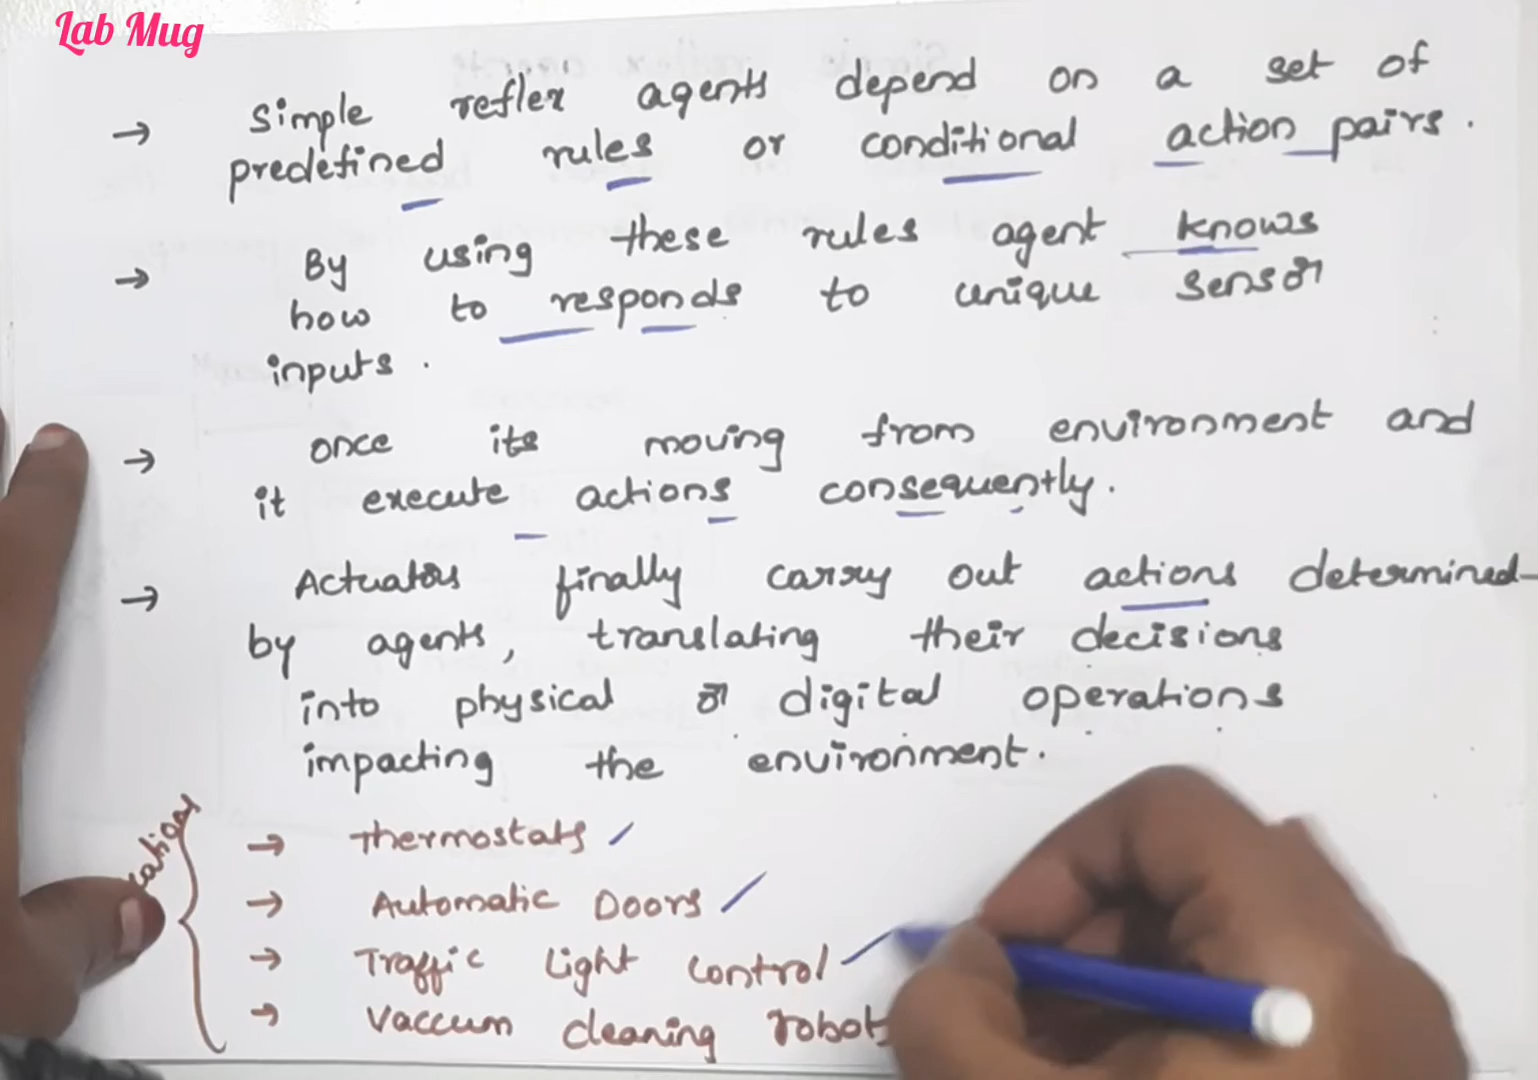 Lab Mug
→ Simple reflex agents depend on a set of
predefined rules or conditional action pairs.
→ By using these rules agent knows
how to responds to unique sensor
inputs.
→ once its moving from environment and
it execute actions consequently.
→ Actuators finally carry out actions determined
by agents, translating their decisions
into physical or digital operations
impacting the environment.
→ Thermostats
→ Automatic Doors
→ Traffic Light control
→ Vaccum cleaning robots